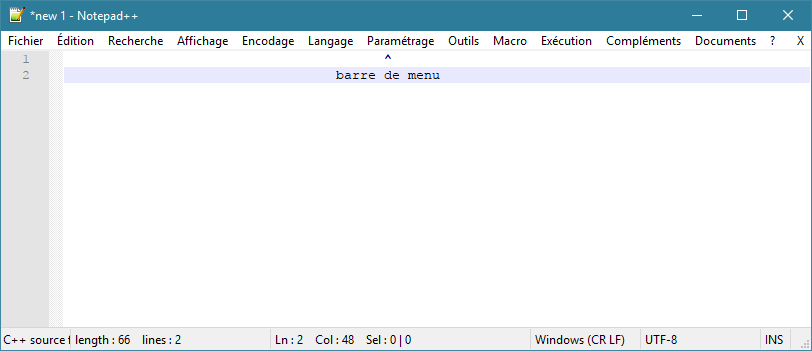 *new 1 - Notepad++
Fichier Édition Recherche Affichage Encodage Langage Paramétrage Outils Macro Exécution Compléments Documents ? X
1 ^
2 barre de menu
C++ source f length : 66 lines : 2 Ln : 2 Col : 48 Sel : 0 | 0 Windows (CR LF) UTF-8 INS